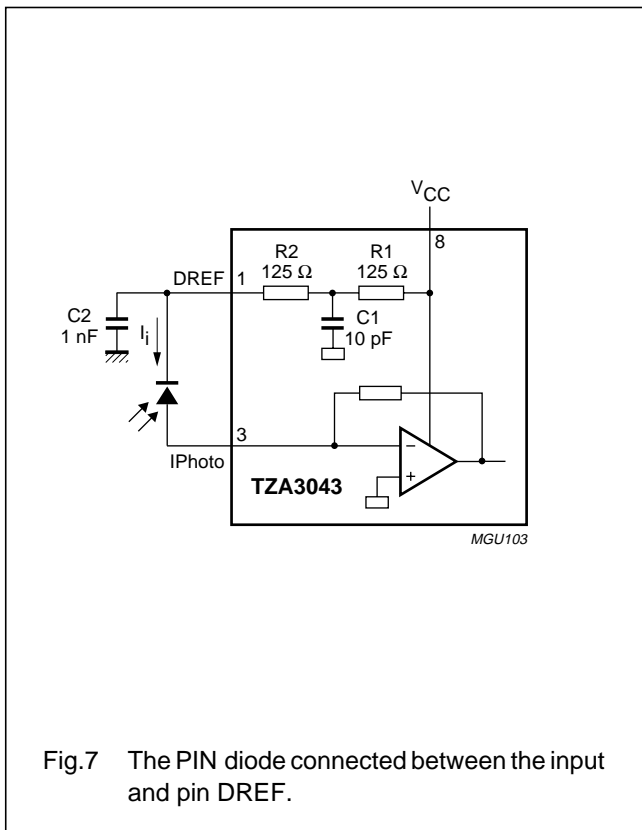 VCC
8
R2
125 Ω
R1
125 Ω
DREF
1
C2
1 nF
Ii
C1
10 pF
3
IPhoto
−
+
TZA3043
MGU103
Fig.7 The PIN diode connected between the input
and pin DREF.